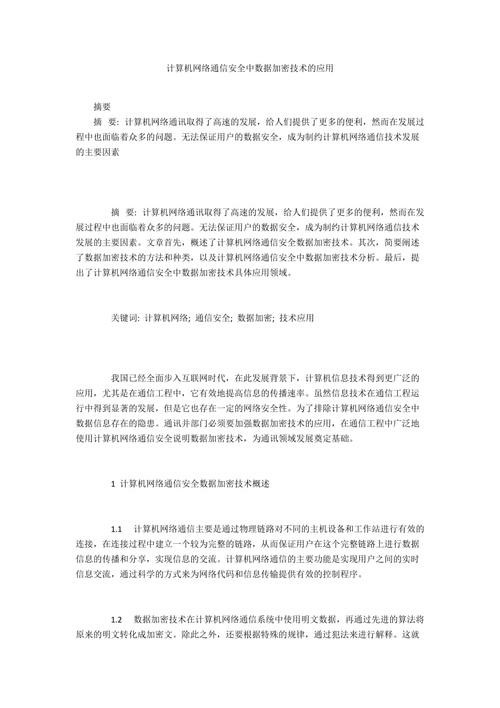 计算机网络通信安全中数据加密技术的应用
摘要
摘 要: 计算机网络通讯取得了高速的发展，给人们提供了更多的便利，然而在发展过
程中也面临着众多的问题。无法保证用户的数据安全，成为制约计算机网络通信技术发展
的主要因素
摘 要: 计算机网络通讯取得了高速的发展，给人们提供了更多的便利，然而在发
展过程中也面临着众多的问题。无法保证用户的数据安全，成为制约计算机网络通信技术
发展的主要因素。文章首先，概述了计算机网络通信安全数据加密技术。其次，简要阐述
了数据加密技术的方法和种类，以及计算机网络通信安全中数据加密技术分析。最后，提
出了计算机网络通信安全中数据加密技术具体应用领域。
关键词: 计算机网络; 通信安全; 数据加密; 技术应用
我国已经全面步入互联网时代，在此发展背景下，计算机信息技术得到更广泛的
应用，尤其是在通信工程中，它有效地提高信息的传播速率。虽然信息技术在通信工程运
行中得到显著的发展，但是它也存在一定的网络安全性。为了排除计算机网络通信安全中
数据信息存在的隐患。通讯并部门必须要加强数据加密技术的应用，在通信工程中广泛地
使用计算机网络通信安全说明数据加密技术，为通讯领域发展奠定基础。
1 计算机网络通信安全数据加密技术概述
1.1 计算机网络通信主要是通过物理链路对不同的主机设备和工作站进行有效的
连接，在连接过程中建立一个较为完整的链路，从而保证用户在这个完整链路上进行数据
信息的传播和分享，实现信息的交流。计算机网络通信的主要功能是实现用户之间的实时
信息交流，通过科学的方式来为网络代码和信息传输提供有效的控制程序。
1.2 数据加密技术在计算机网络通信系统中使用明文数据，再通过先进的算法将
原来的明文转化成加密文。除此之外，还要根据特殊的规律，通过犯法来进行解释。这就